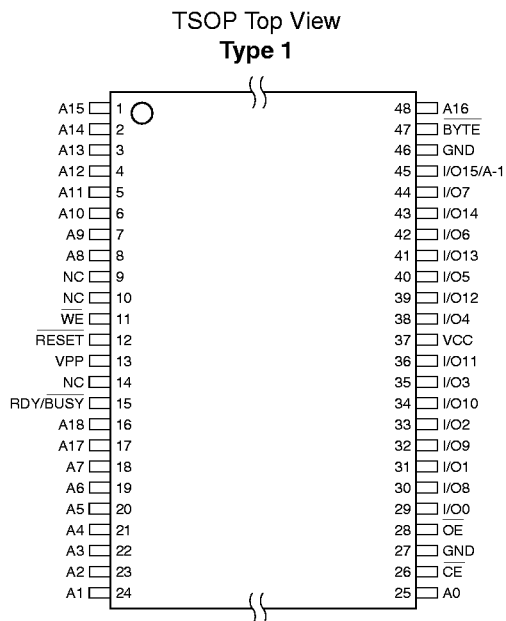 TSOP Top View
Type 1
A15 1 48 A16
A14 2 47 BYTE
A13 3 46 GND
A12 4 45 I/O15/A-1
A11 5 44 I/O7
A10 6 43 I/O14
A9 7 42 I/O6
A8 8 41 I/O13
NC 9 40 I/O5
NC 10 39 I/O12
WE 11 38 I/O4
RESET 12 37 VCC
VPP 13 36 I/O11
NC 14 35 I/O3
RDY/BUSY 15 34 I/O10
A18 16 33 I/O2
A17 17 32 I/O9
A7 18 31 I/O1
A6 19 30 I/O8
A5 20 29 I/O0
A4 21 28 OE
A3 22 27 GND
A2 23 26 CE
A1 24 25 A0